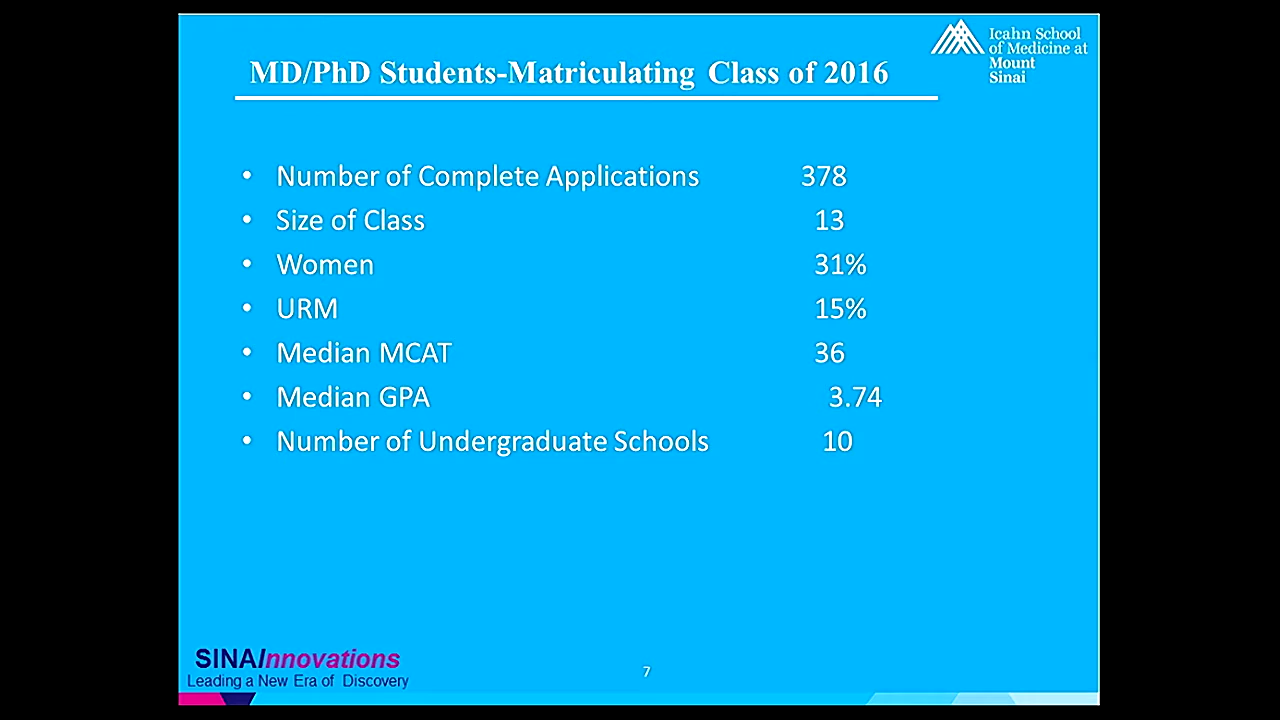 Icahn School
of Medicine at
Mount
Sinai
MD/PhD Students-Matriculating Class of 2016
• Number of Complete Applications 378
• Size of Class 13
• Women 31%
• URM 15%
• Median MCAT 36
• Median GPA 3.74
• Number of Undergraduate Schools 10
SINAInnovations
Leading a New Era of Discovery
7